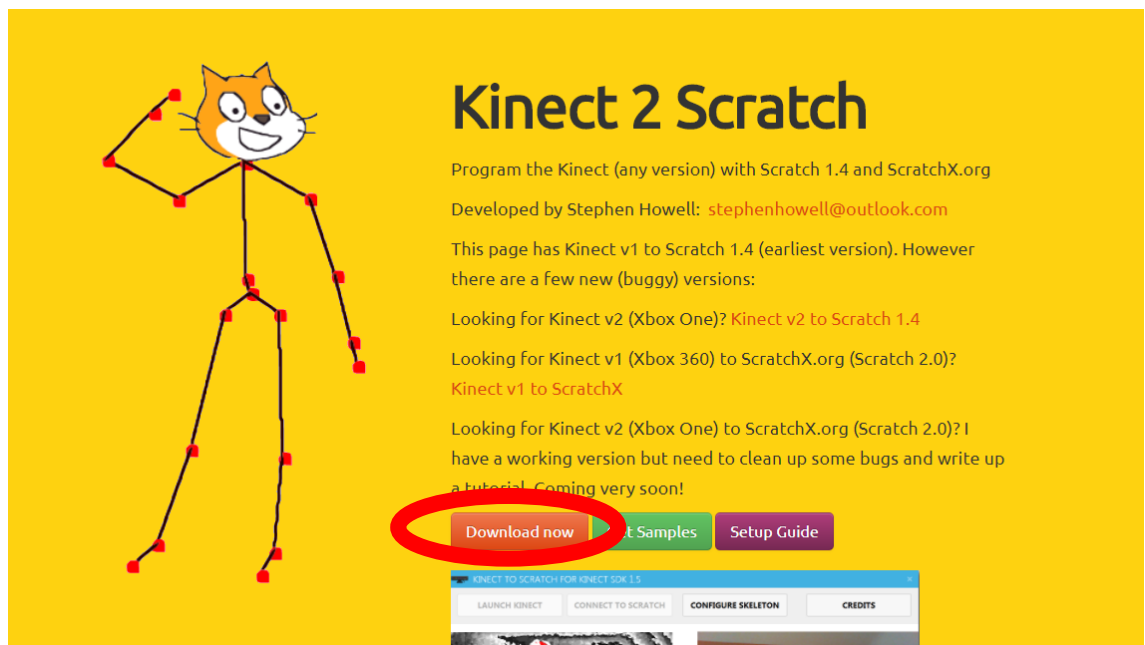 Kinect 2 Scratch
Program the Kinect (any version) with Scratch 1.4 and ScratchX.org
Developed by Stephen Howell: stephenhowell@outlook.com
This page has Kinect v1 to Scratch 1.4 (earliest version). However
there are a few new (buggy) versions:
Looking for Kinect v2 (Xbox One)? Kinect v2 to Scratch 1.4
Looking for Kinect v1 (Xbox 360) to ScratchX.org (Scratch 2.0)?
Kinect v1 to ScratchX
Looking for Kinect v2 (Xbox One) to ScratchX.org (Scratch 2.0)? I
have a working version but need to clean up some bugs and write up
a tutorial. Coming very soon!
Download now Samples Setup Guide
KINECT TO SCRATCH FOR KINECT SDK 1.5
LAUNCH KINECT CONNECT TO SCRATCH CONFIGURE SKELETON CREDITS